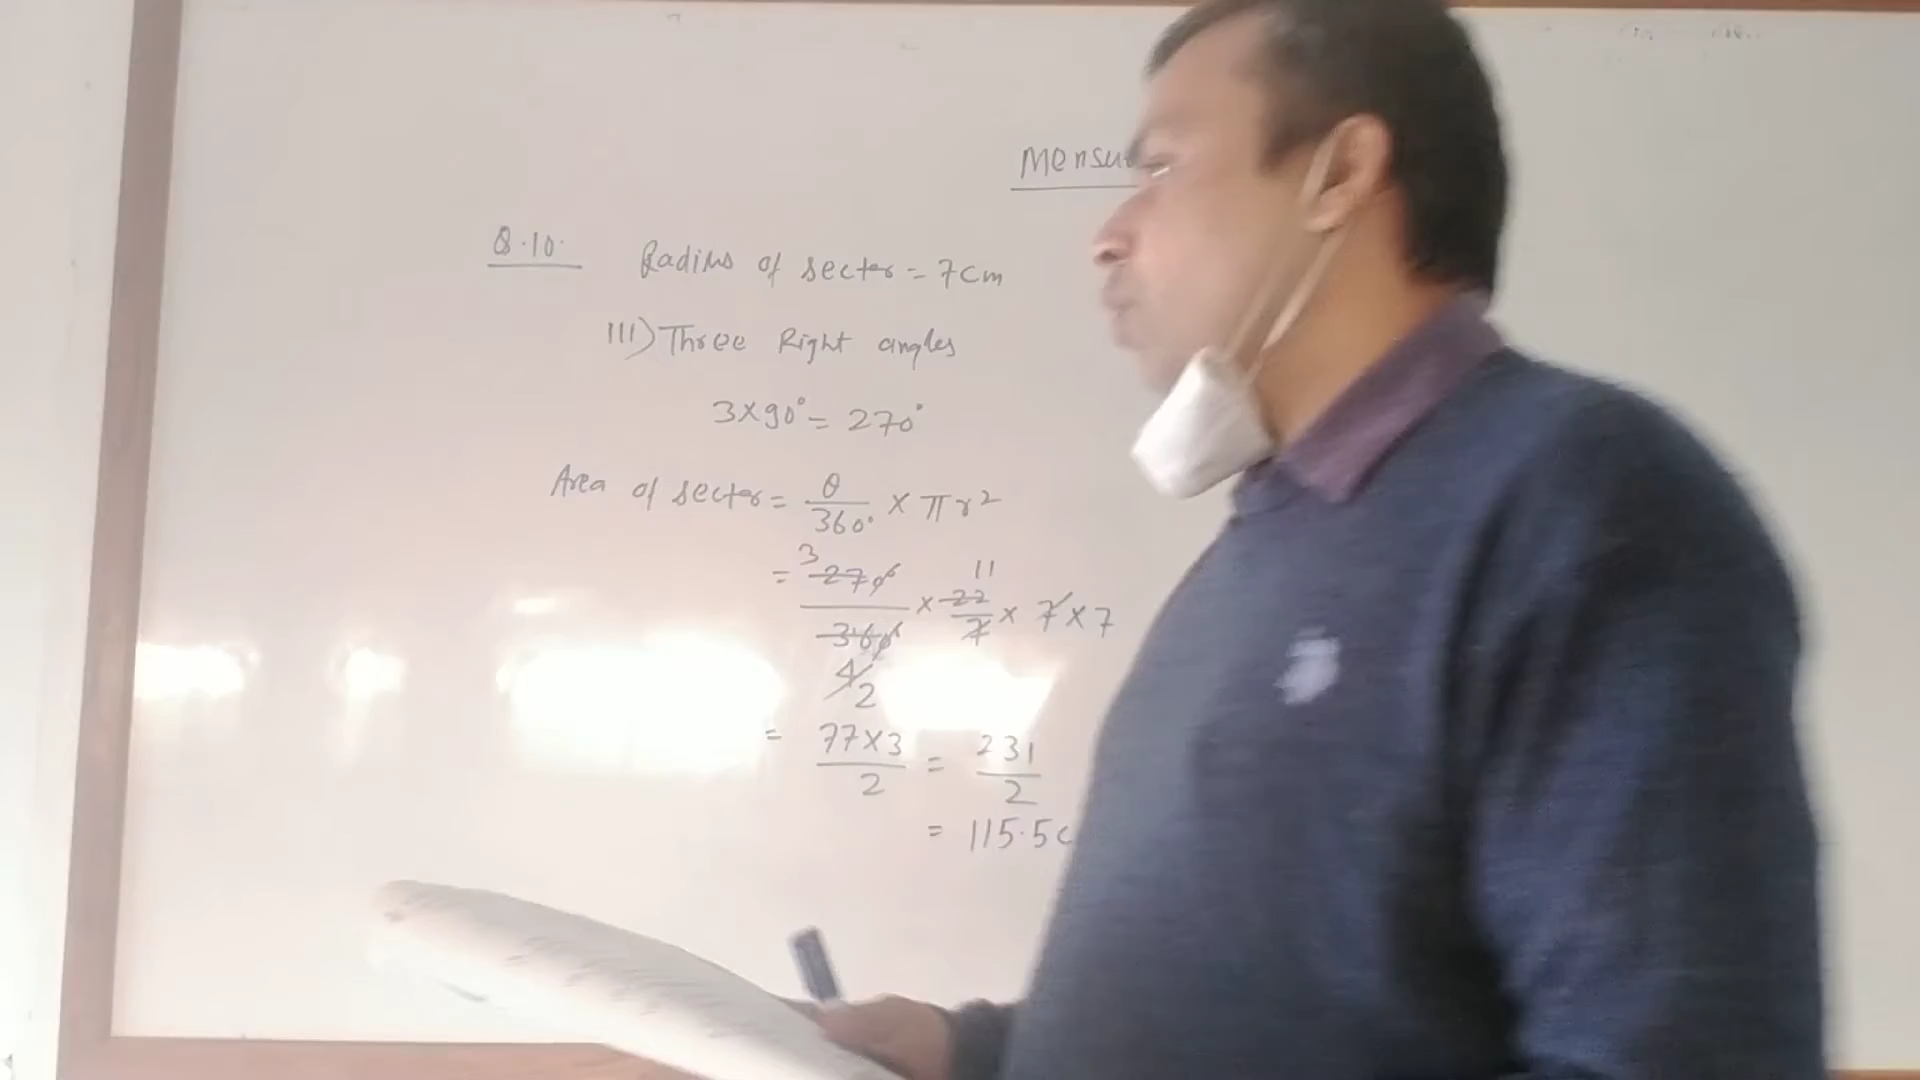 Mensu
Q.10. Radius of sector = 7cm
III) Three Right angles
3×90° = 270°
Area of sector = θ/360° × πr²
= 3 270/360 4 2 × 11 22/7 × 7 × 7
= 77×3/2 = 231/2
= 115.5c